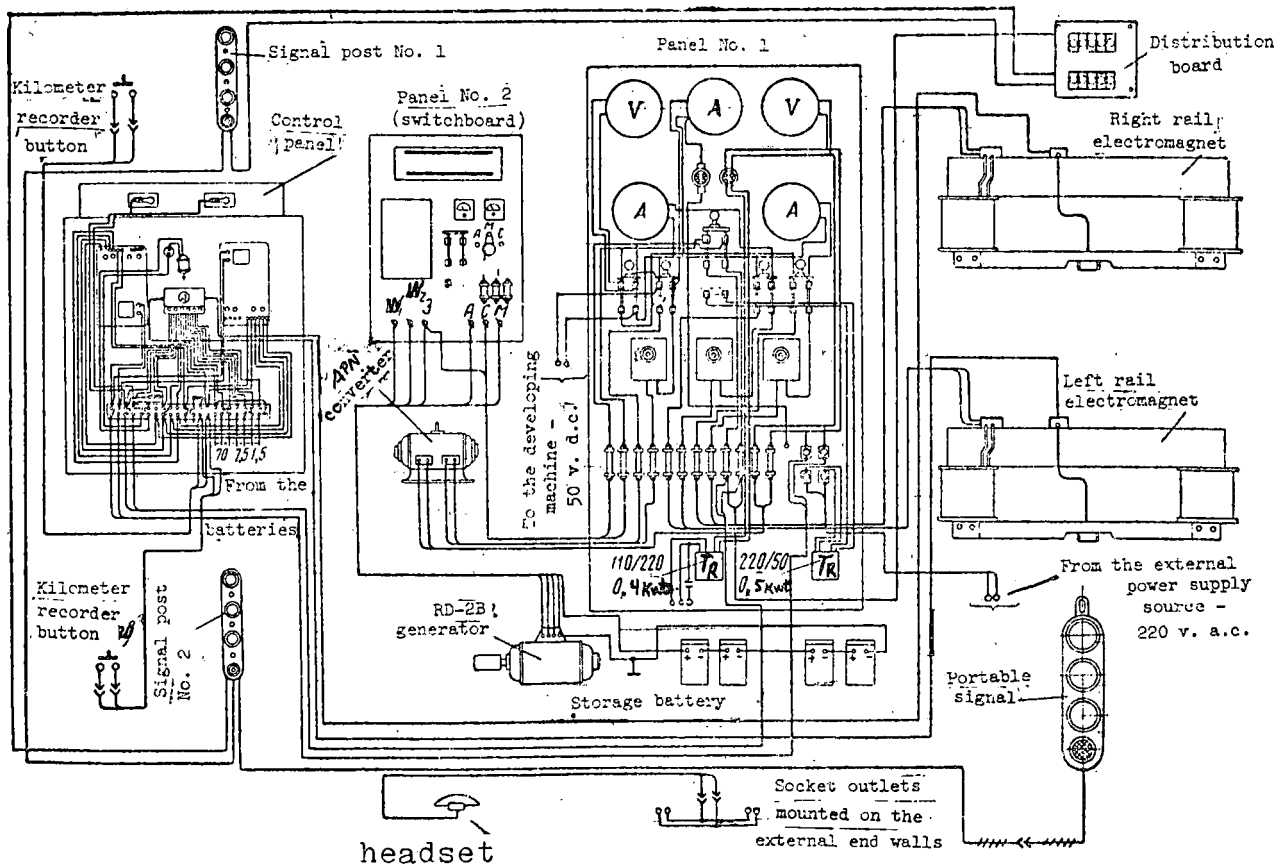 Signal post No. 1
Panel No. 1
Distribution
board
Kilometer
recorder
button
Panel No. 2
(switchboard)
Control
panel
Right rail
electromagnet
V
A
V
A
A
M
A
C
1
2
3
A
C
M
APN
converter
To the developing
machine -
50 v. d.c.
Left rail
electromagnet
10 7,5 1,5
From the
batteries
110/220
0,4 Kwt
TR
220/50
0,5 Kwt
TR
From the external
power supply
source -
220 v. a.c.
Kilometer
recorder
button
Signal post
No. 2
RD-2B
generator
+ - + - + - + -
Storage battery
Portable
signal
Socket outlets
mounted on the
external end walls
headset